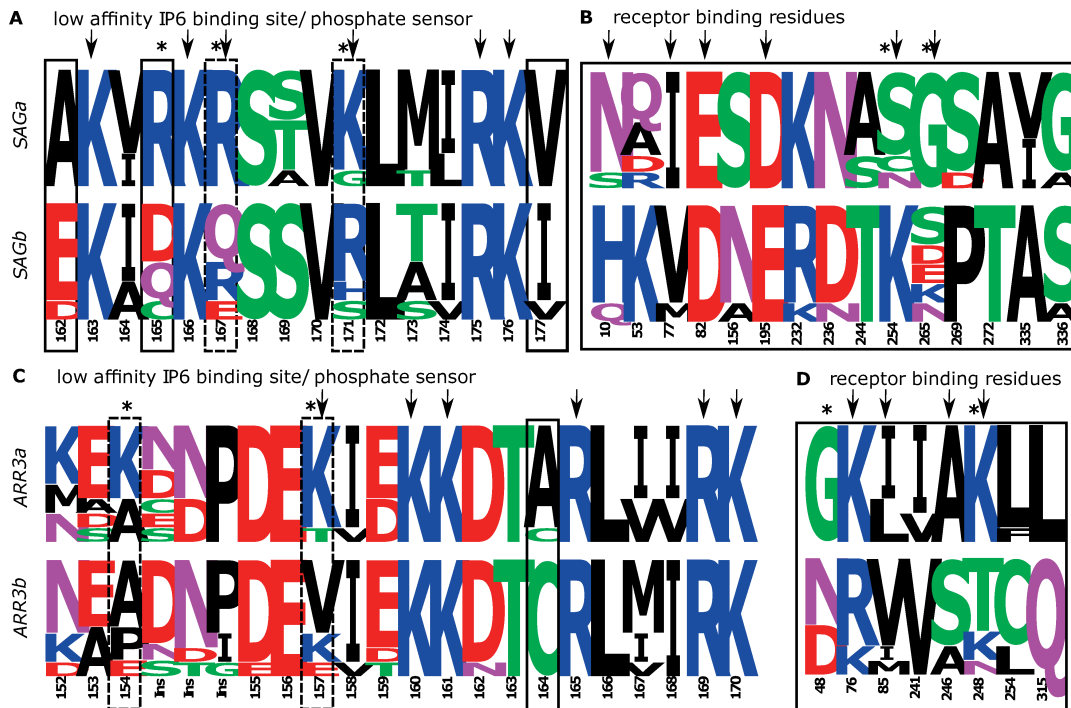 A low affinity IP6 binding site/ phosphate sensor
* * *
SAGa
A K V R K R S S V K L M I R K V
SAGb
E K I D K Q S S V R L T I R K I
162 163 164 165 166 167 168 169 170 171 172 173 174 175 176 177
B receptor binding residues
* *
N Q I E S D K N A S G S A V G
H K V D N E R D T K S P T A S
10 53 77 82 156 195 232 236 244 254 265 269 272 335 336
C low affinity IP6 binding site/ phosphate sensor
* *
ARR3a
K E K N N P D E K I E K K D T A R L I I R K
ARR3b
N E A D N P D E V I E K K D T C R L M I R K
152 153 154 Ins Ins Ins 155 156 157 158 159 160 161 162 163 164 165 166 167 168 169 170
D receptor binding residues
* *
G K I I A K L L
N R W W S T C Q
48 76 85 241 246 248 254 315